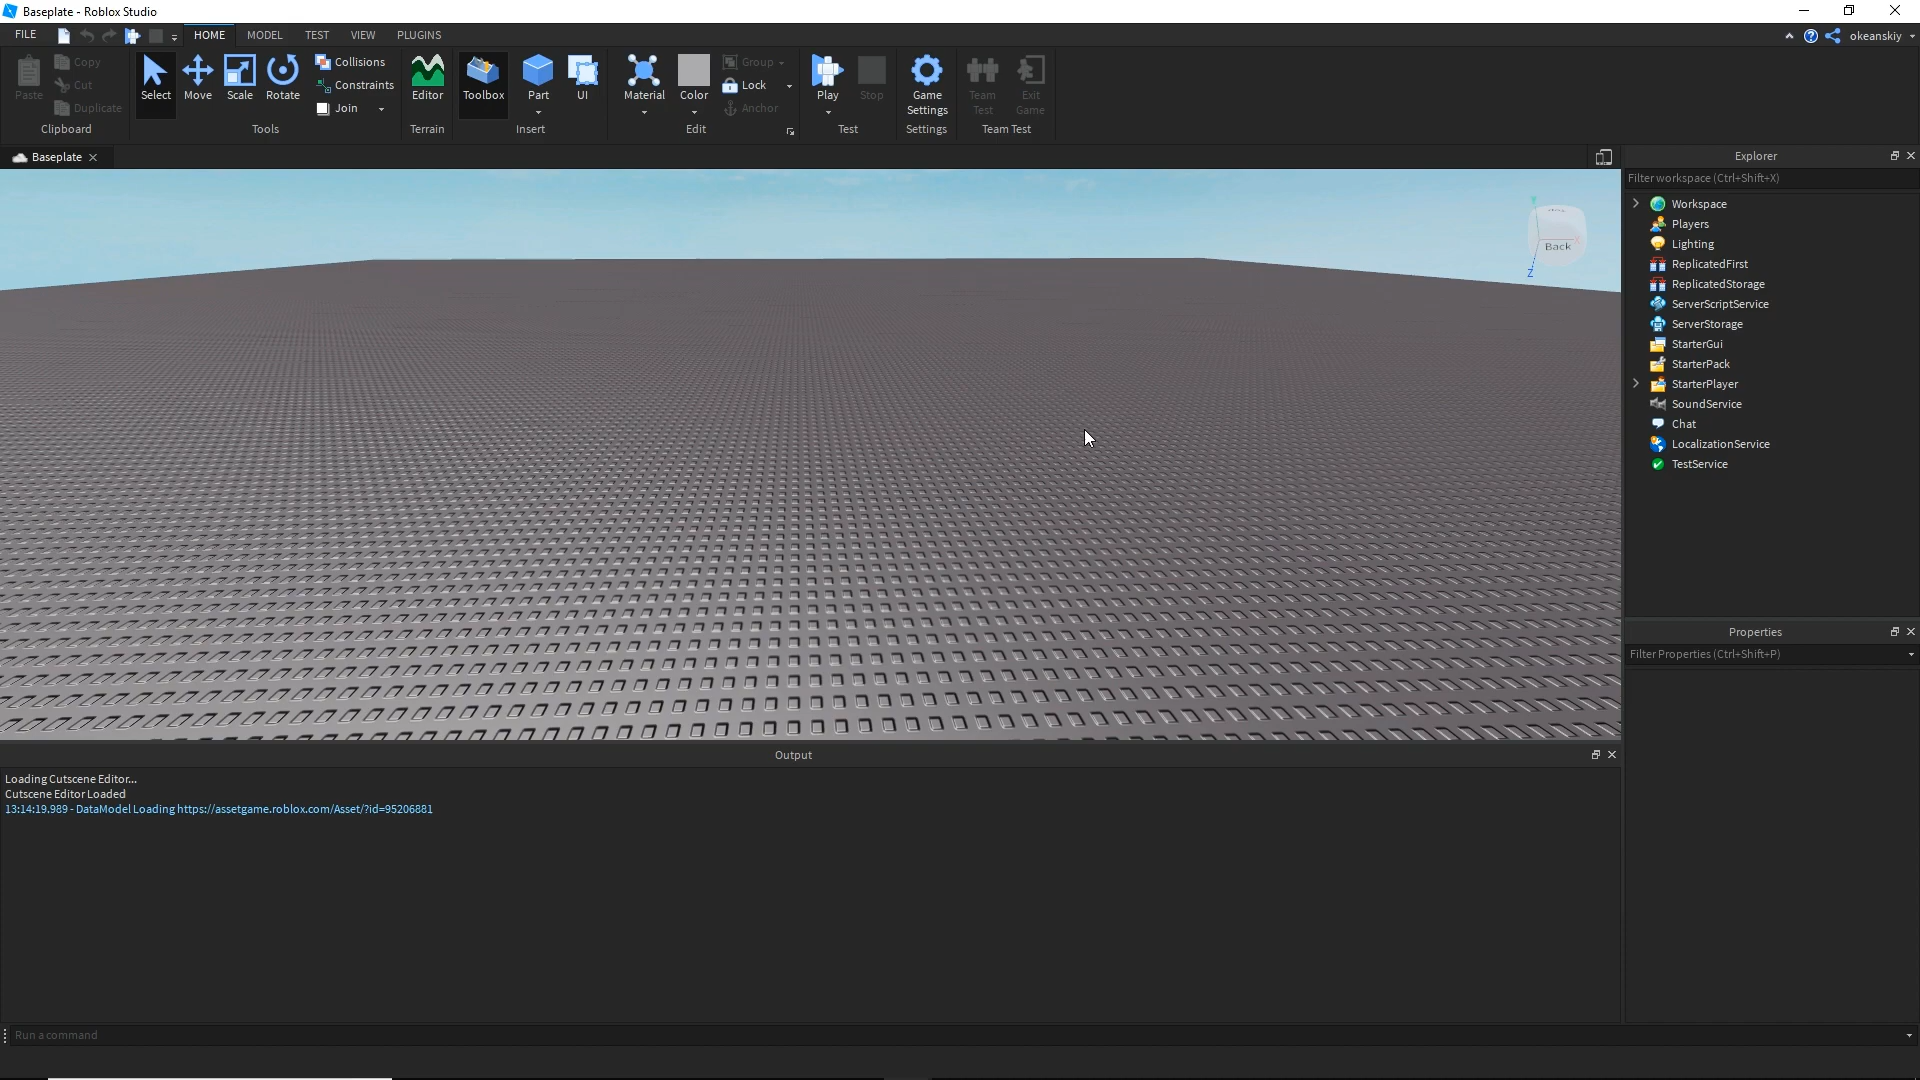 Baseplate - Roblox Studio
FILE HOME MODEL TEST VIEW PLUGINS okeanskiy
Paste Copy Cut Duplicate
Clipboard
Select Move Scale Rotate Collisions Constraints Join
Tools
Editor
Terrain
Toolbox Part UI
Insert
Material Color Group Lock Anchor
Edit
Play Stop
Test
Game Settings
Settings
Team Test Exit Game
Team Test
Baseplate
Back
Y
X
Z
Explorer
Filter workspace (Ctrl+Shift+X)
Workspace
Players
Lighting
ReplicatedFirst
ReplicatedStorage
ServerScriptService
ServerStorage
StarterGui
StarterPack
StarterPlayer
SoundService
Chat
LocalizationService
TestService
Properties
Filter Properties (Ctrl+Shift+P)
Output
Loading Cutscene Editor...
Cutscene Editor Loaded
13:14:19.989 - DataModel Loading https://assetgame.roblox.com/Asset/?id=95206881
Run a command